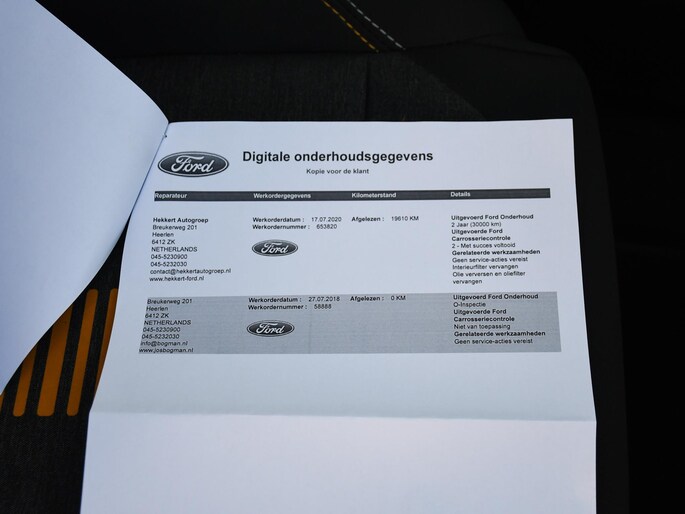 Ford
Digitale onderhoudsgegevens
Kopie voor de klant
Reparateur Werkordergegevens Kilometerstand Details
Hekkert Autogroep
Breukerweg 201
Heerlen
6412 ZK
NETHERLANDS
045-5230900
045-5232030
contact@hekkertautogroep.nl
www.hekkert-ford.nl
Werkorderdatum : 17.07.2020
Werkordernummer : 653820
Ford
Afgelezen : 19610 KM
Uitgevoerd Ford Onderhoud
2 Jaar (30000 km)
Uitgevoerde Ford
Carrosseriecontrole
2 - Met succes voltooid
Gerelateerde werkzaamheden
Geen service-acties vereist
Interieurfilter vervangen
Olie verversen en oliefilter
vervangen
Breukerweg 201
Heerlen
6412 ZK
NETHERLANDS
045-5230900
045-5232030
info@bogman.nl
www.josbogman.nl
Werkorderdatum : 27.07.2018
Werkordernummer : 58888
Ford
Afgelezen : 0 KM
Uitgevoerd Ford Onderhoud
O-Inspectie
Uitgevoerde Ford
Carrosseriecontrole
Niet van toepassing
Gerelateerde werkzaamheden
Geen service-acties vereist